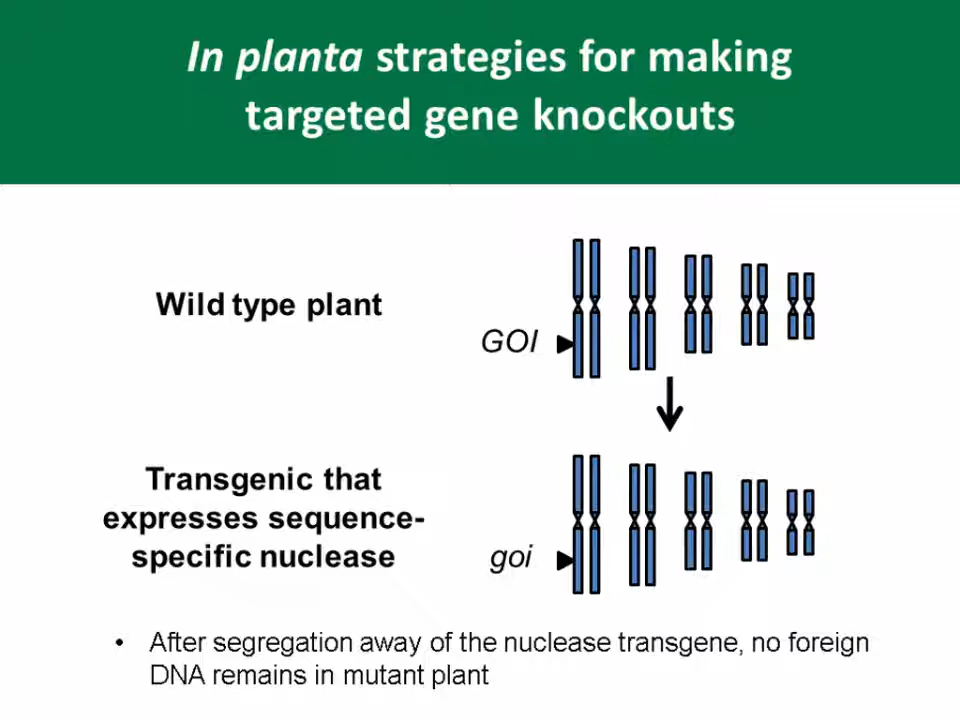 In planta strategies for making
targeted gene knockouts
Wild type plant
GOI
Transgenic that
expresses sequence-
specific nuclease
goi
• After segregation away of the nuclease transgene, no foreign
DNA remains in mutant plant